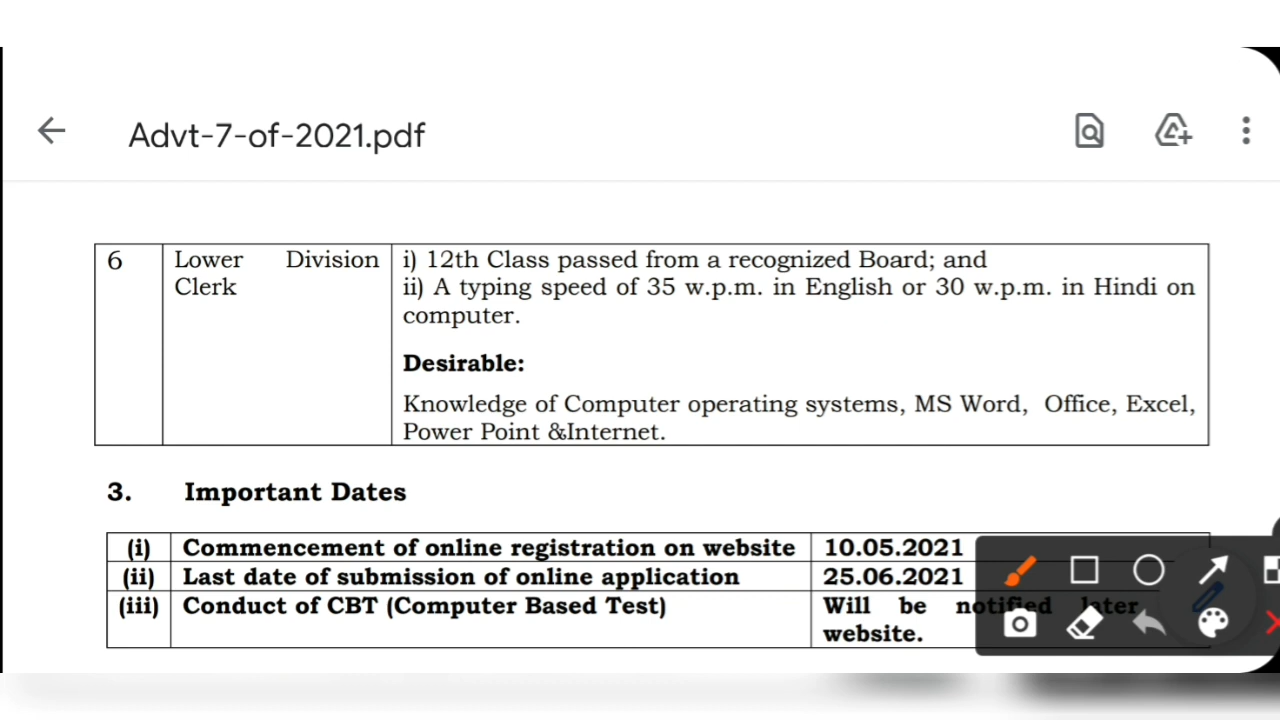 Advt-7-of-2021.pdf
6 Lower Division i) 12th Class passed from a recognized Board; and
Clerk ii) A typing speed of 35 w.p.m. in English or 30 w.p.m. in Hindi on
computer.
Desirable:
Knowledge of Computer operating systems, MS Word, Office, Excel,
Power Point &Internet.
3. Important Dates
(i) Commencement of online registration on website 10.05.2021
(ii) Last date of submission of online application 25.06.2021
(iii) Conduct of CBT (Computer Based Test) Will be notified later
website.